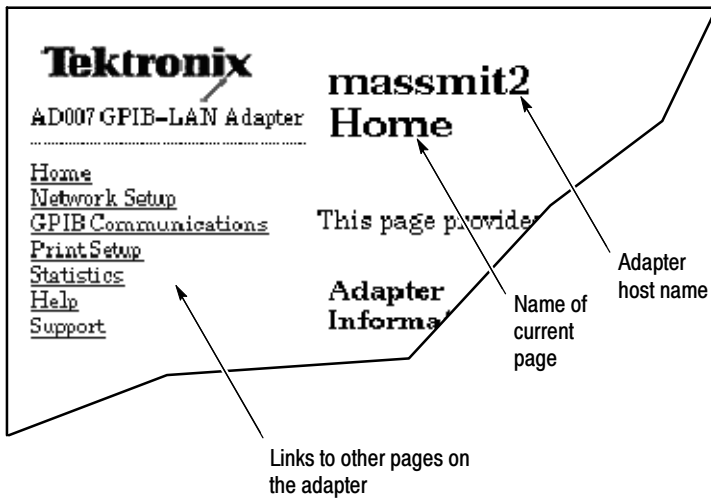 Tektronix
AD007 GPIB–LAN Adapter
Home
Network Setup
GPIB Communications
Print Setup
Statistics
Help
Support
massmit2
Home
This page provide
Adapter
Informa
Adapter
host name
Name of
current
page
Links to other pages on
the adapter